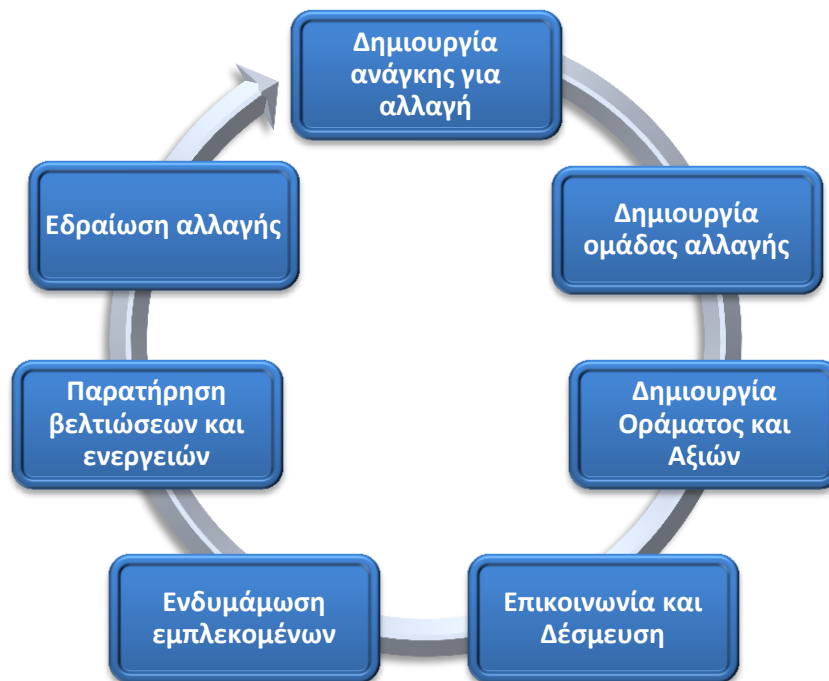 Δημιουργία
ανάγκης για
αλλαγή
Δημιουργία
ομάδας αλλαγής
Δημιουργία
Οράματος και
Αξιών
Επικοινωνία και
Δέσμευση
Ενδυμάμωση
εμπλεκομένων
Παρατήρηση
βελτιώσεων και
ενεργειών
Εδραίωση αλλαγής